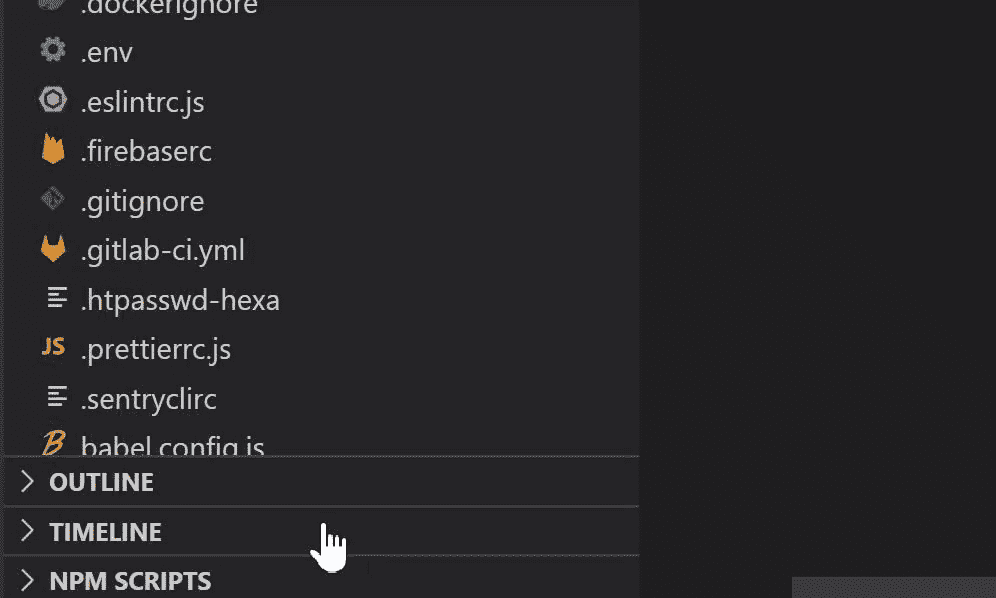 .dockerignore
.env
.eslintrc.js
.firebaserc
.gitignore
.gitlab-ci.yml
.htpasswd-hexa
JS .prettierrc.js
.sentryclirc
babel.config.js
OUTLINE
TIMELINE
NPM SCRIPTS